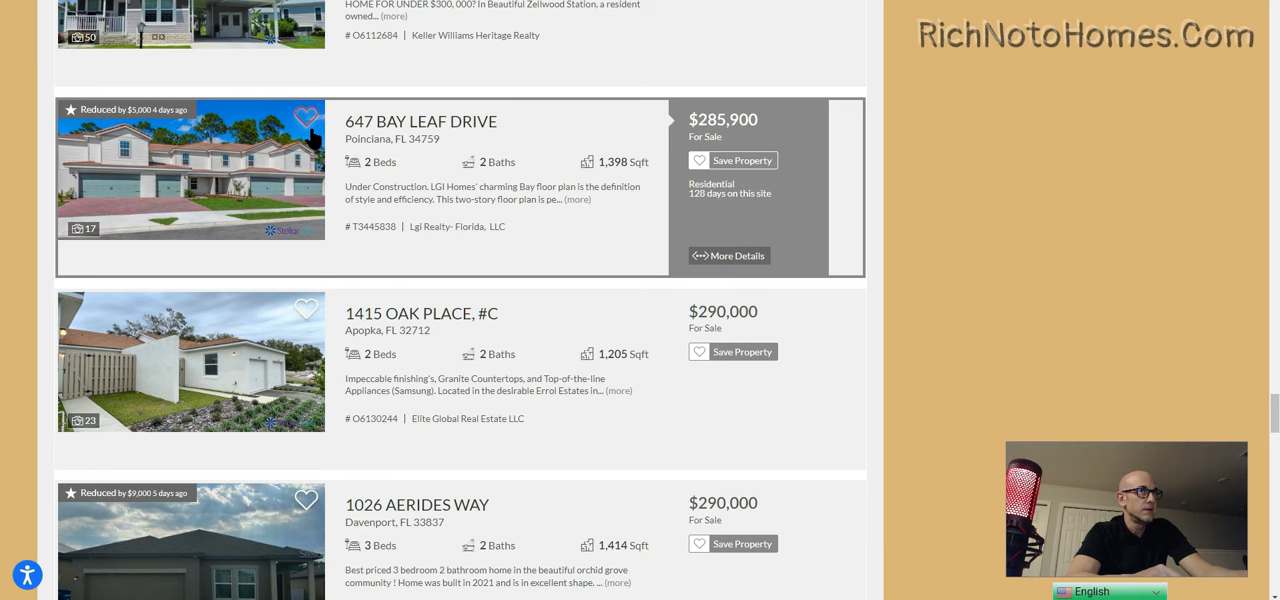 HOME FOR UNDER $300, 000? In Beautiful Zellwood Station, a resident
owned... (more)
50
# O6112684 | Keller Williams Heritage Realty
RichNotoHomes.Com
Reduced by $5,000 4 days ago
647 BAY LEAF DRIVE
Poinciana, FL 34759
2 Beds
2 Baths
1,398 Sqft
Under Construction. LGI Homes' charming Bay floor plan is the definition
of style and efficiency. This two-story floor plan is pe... (more)
17
Stellar
# T3445838 | Lgi Realty- Florida, LLC
$285,900
For Sale
Save Property
Residential
128 days on this site
More Details
1415 OAK PLACE, #C
Apopka, FL 32712
2 Beds
2 Baths
1,205 Sqft
Impeccable finishing's, Granite Countertops, and Top-of-the-line
Appliances (Samsung). Located in the desirable Errol Estates in... (more)
23
# O6130244 | Elite Global Real Estate LLC
$290,000
For Sale
Save Property
Reduced by $9,000 5 days ago
1026 AERIDES WAY
Davenport, FL 33837
3 Beds
2 Baths
1,414 Sqft
Best priced 3 bedroom 2 bathroom home in the beautiful orchid grove
community ! Home was built in 2021 and is in excellent shape. ... (more)
$290,000
For Sale
Save Property
English